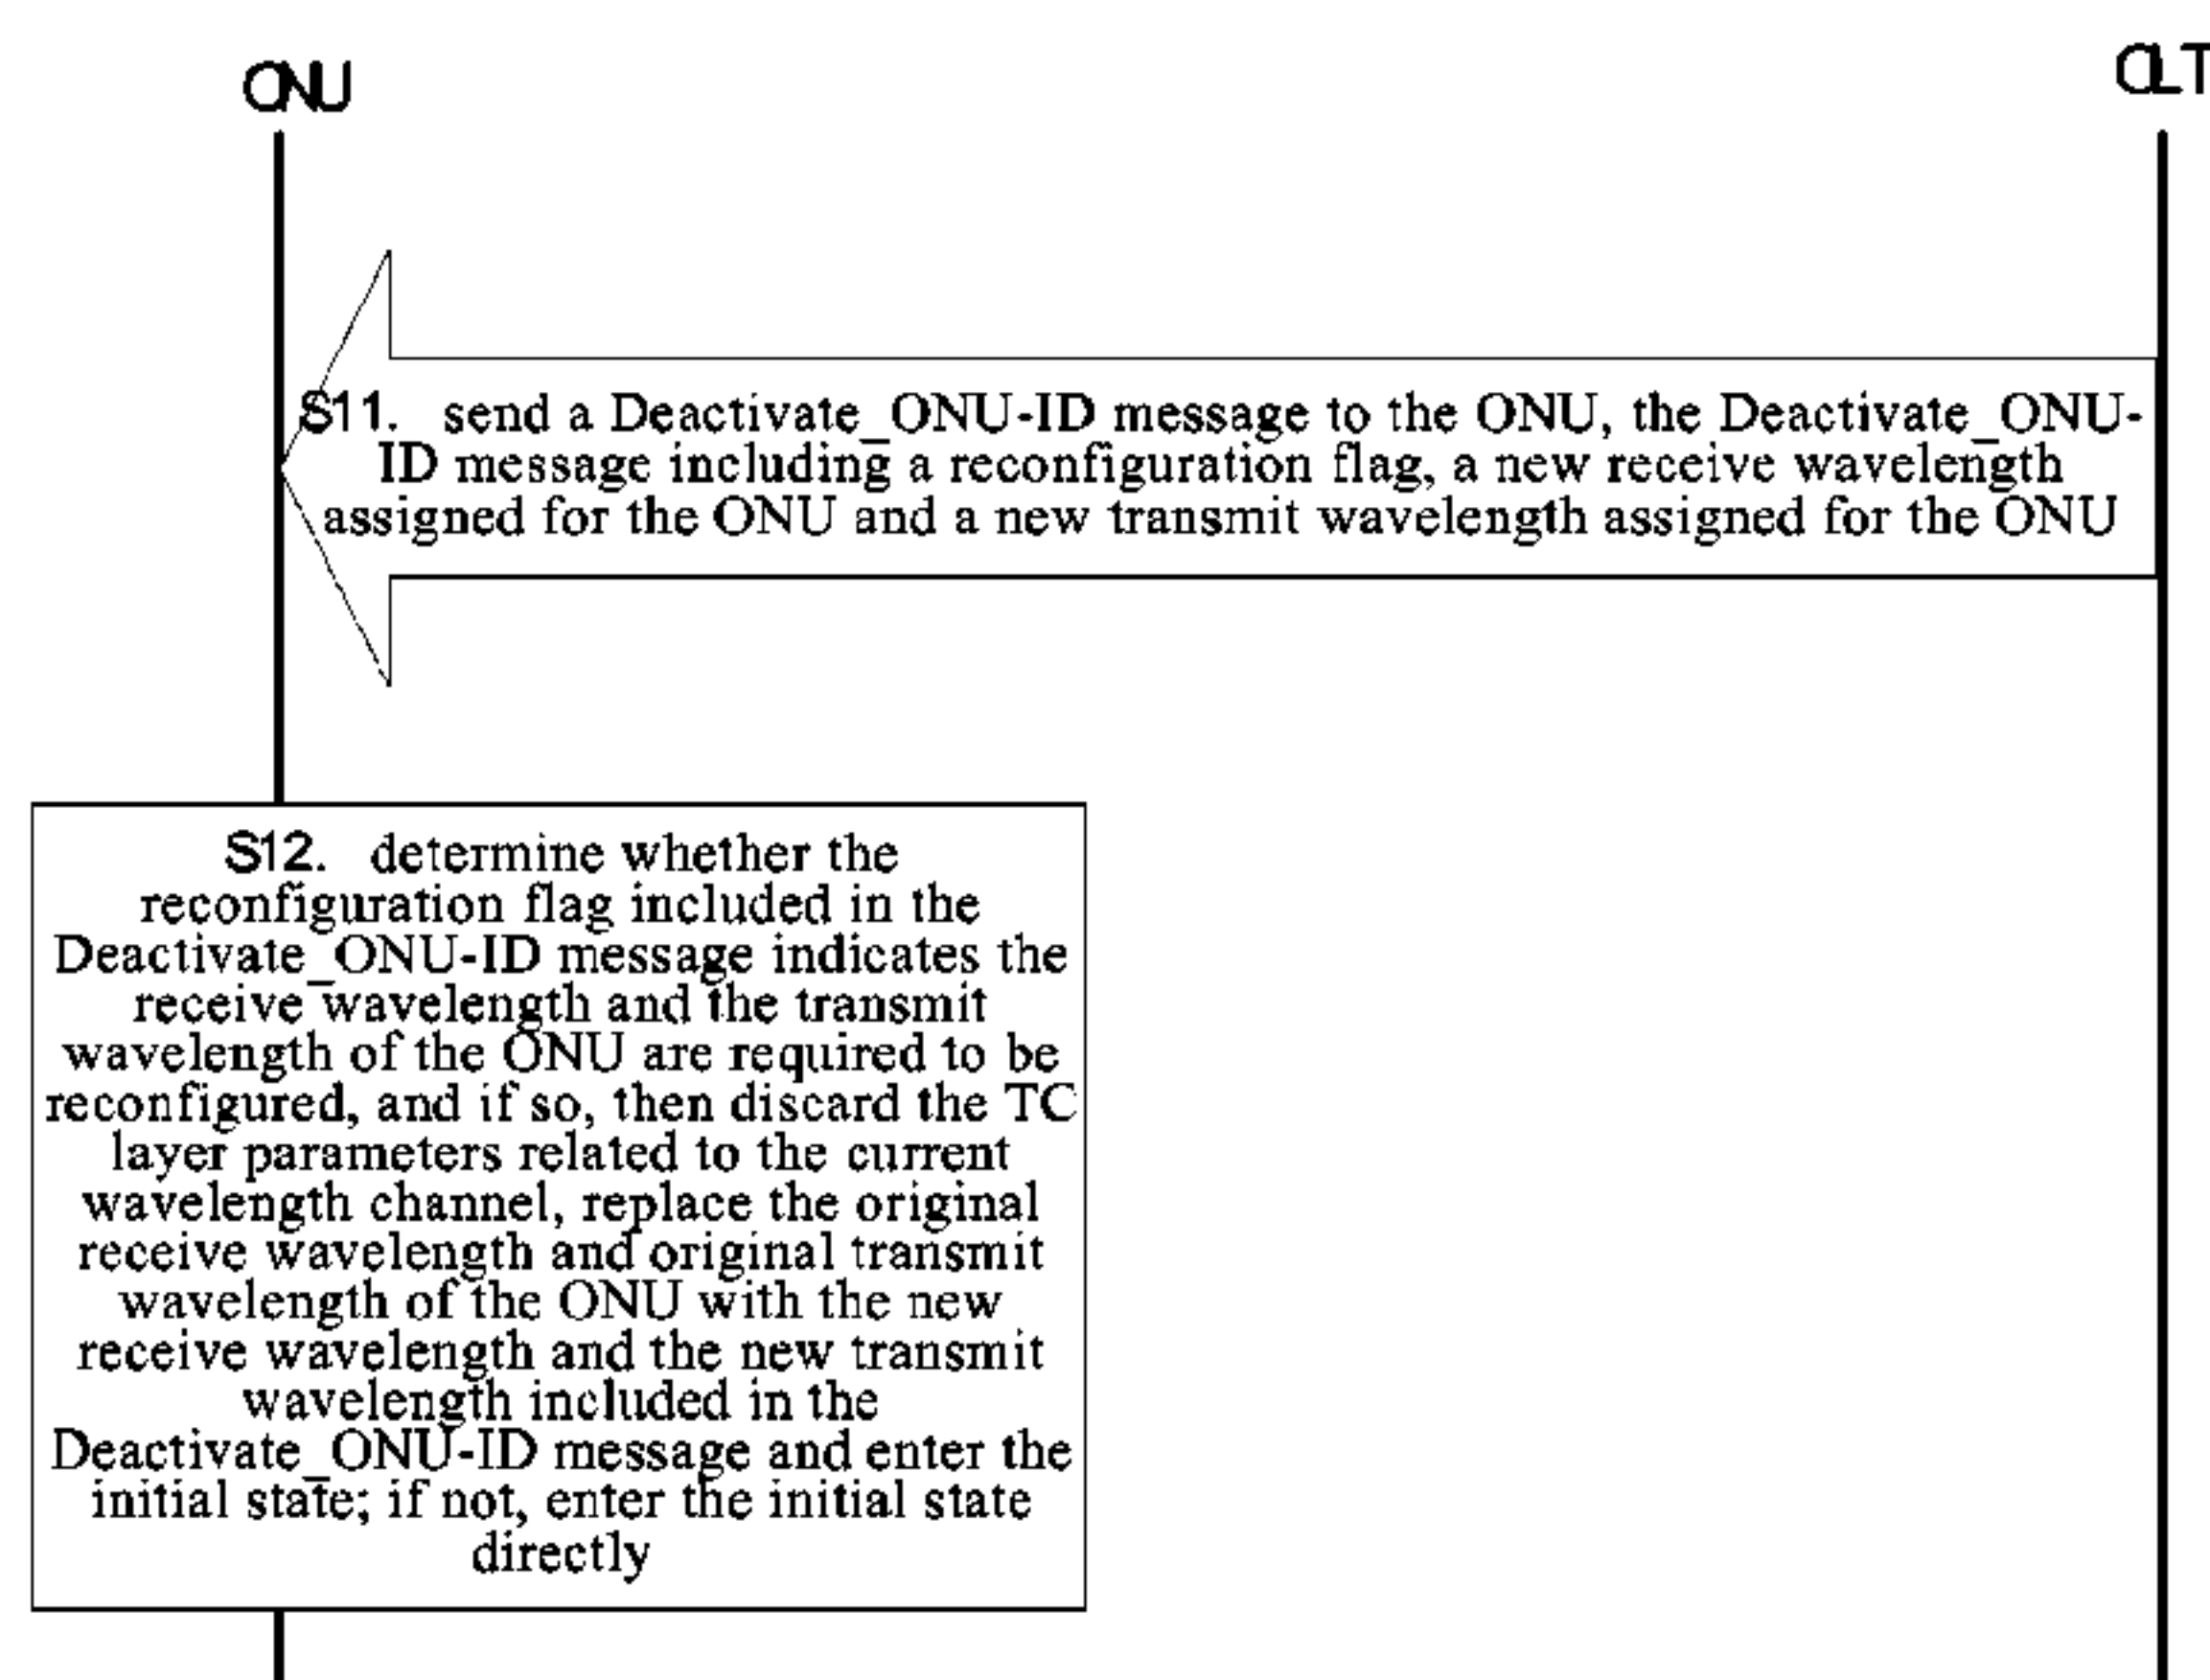 ONU
OLT
S11. send a Deactivate_ONU-ID message to the ONU, the Deactivate_ONU-
ID message including a reconfiguration flag, a new receive wavelength
assigned for the ONU and a new transmit wavelength assigned for the ONU
S12. determine whether the
reconfiguration flag included in the
Deactivate_ONU-ID message indicates the
receive wavelength and the transmit
wavelength of the ONU are required to be
reconfigured, and if so, then discard the TC
layer parameters related to the current
wavelength channel, replace the original
receive wavelength and original transmit
wavelength of the ONU with the new
receive wavelength and the new transmit
wavelength included in the
Deactivate_ONU-ID message and enter the
initial state; if not, enter the initial state
directly